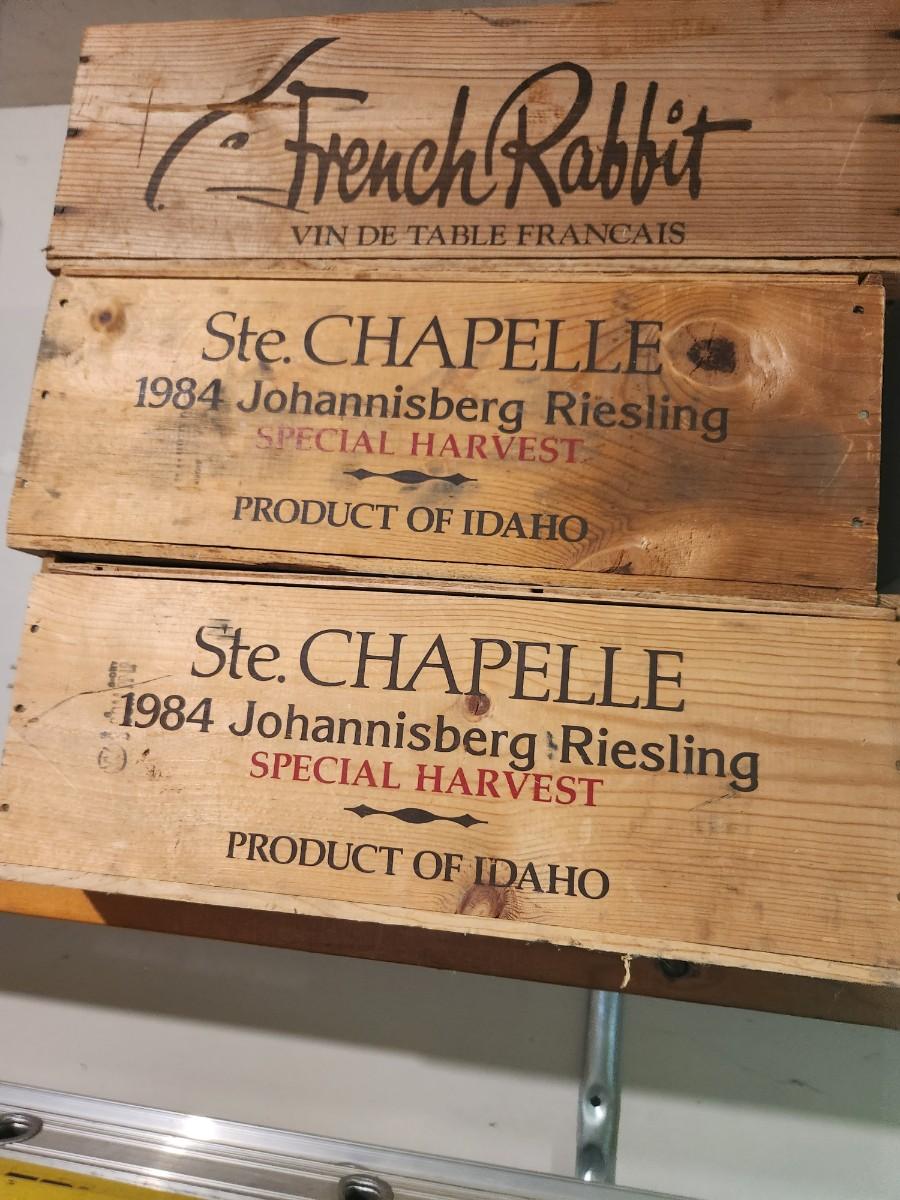 French Rabbit
VIN DE TABLE FRANCAIS
Ste. CHAPELLE
1984 Johannisberg Riesling
SPECIAL HARVEST
PRODUCT OF IDAHO
Ste. CHAPELLE
1984 Johannisberg Riesling
SPECIAL HARVEST
PRODUCT OF IDAHO